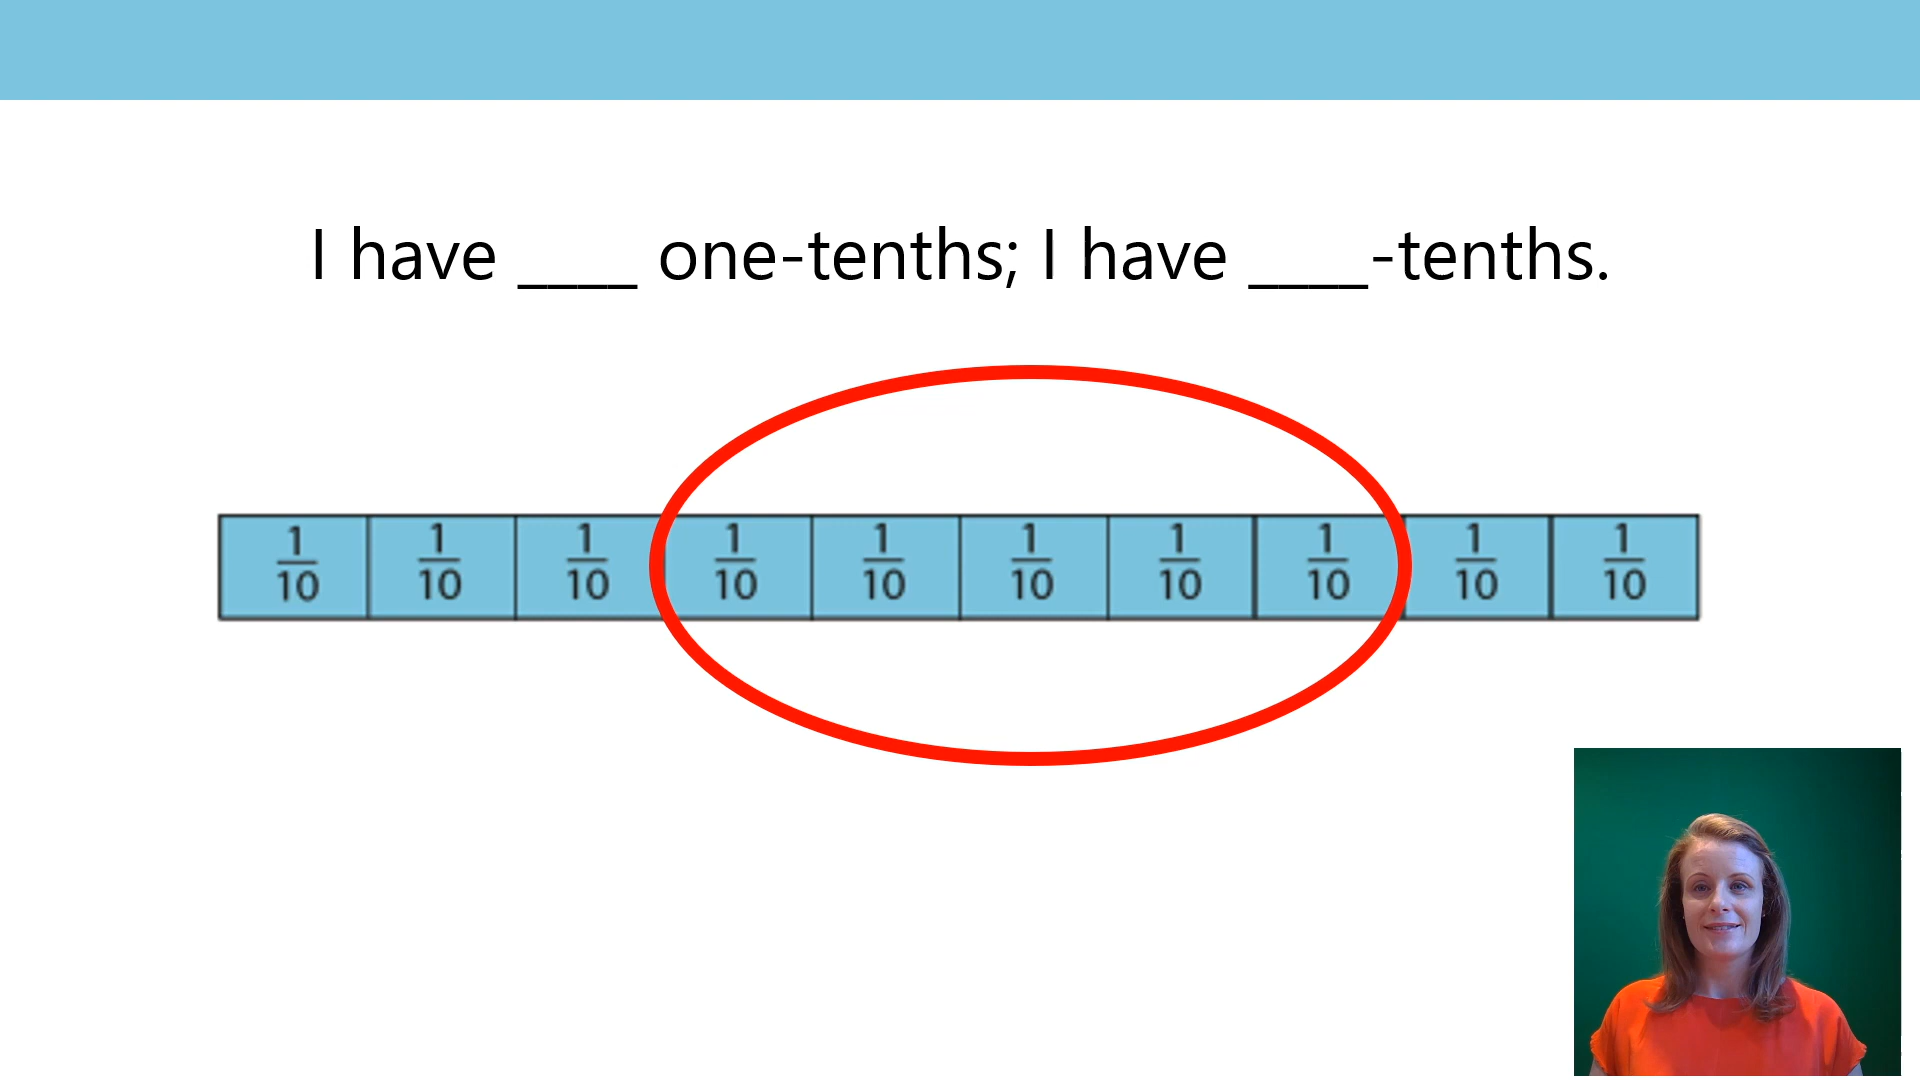 I have ____ one-tenths; I have ____-tenths.
1 1 1 1 1 1 1 1 1 1
10 10 10 10 10 10 10 10 10 10